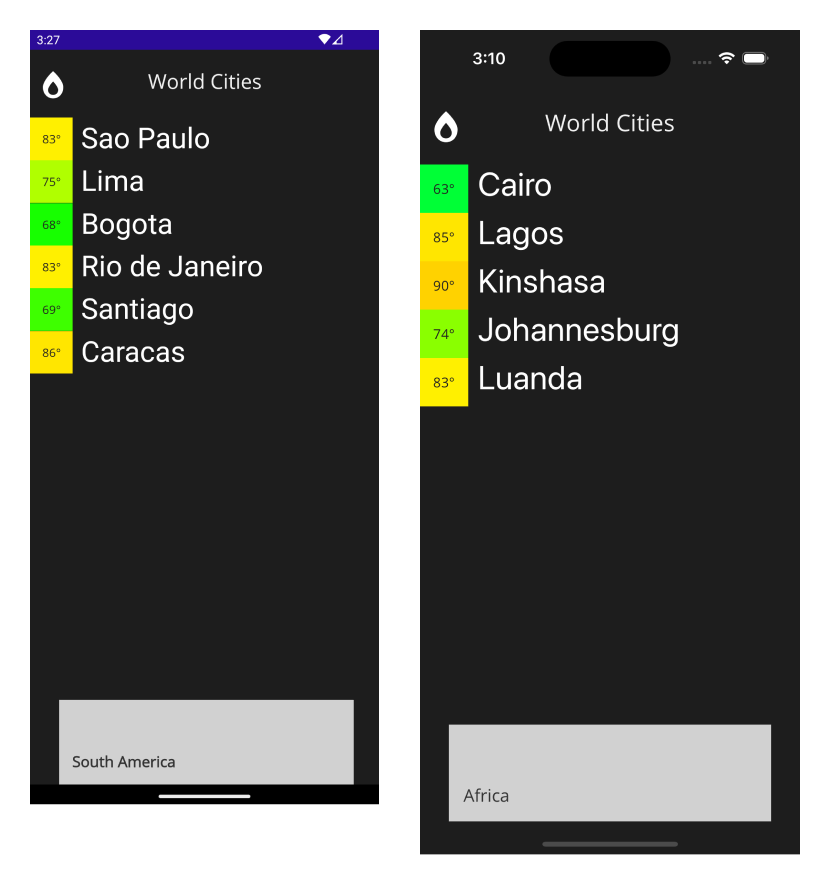 3:27
World Cities
83° Sao Paulo
75° Lima
68° Bogota
83° Rio de Janeiro
69° Santiago
86° Caracas
South America
3:10
World Cities
63° Cairo
85° Lagos
90° Kinshasa
74° Johannesburg
83° Luanda
Africa